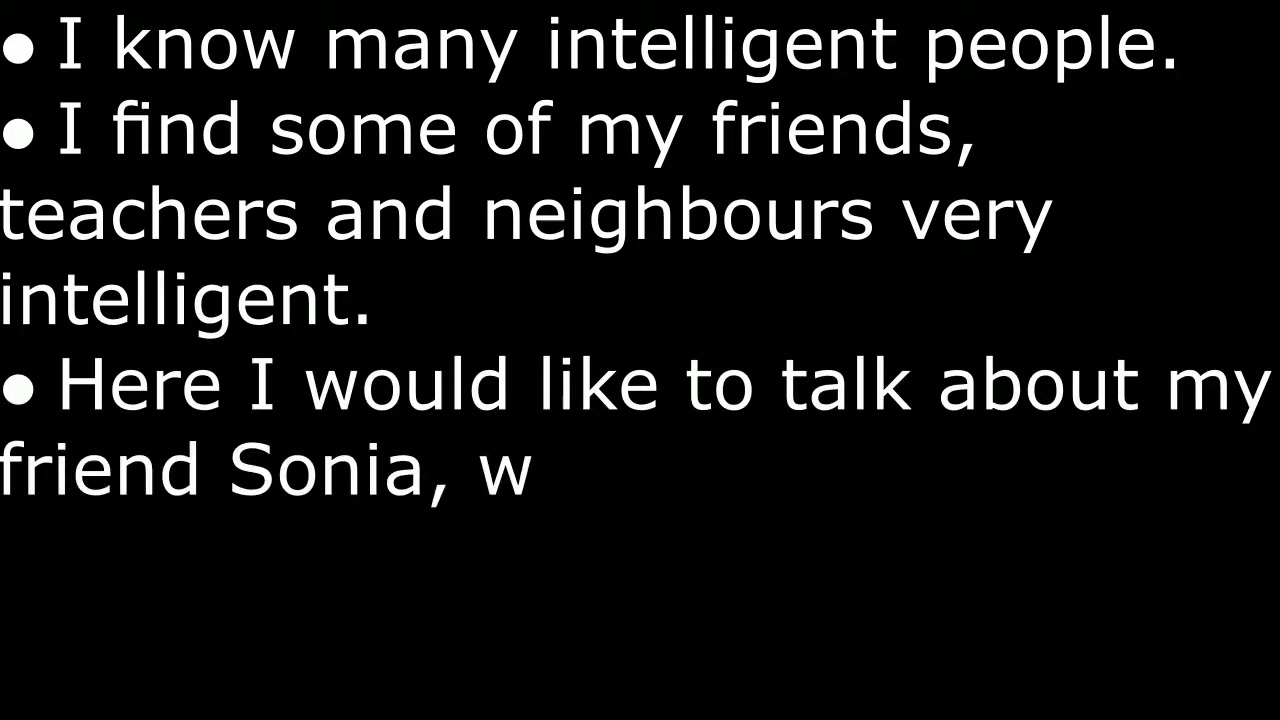 ● I know many intelligent people.
● I find some of my friends,
teachers and neighbours very
intelligent.
● Here I would like to talk about my
friend Sonia, w